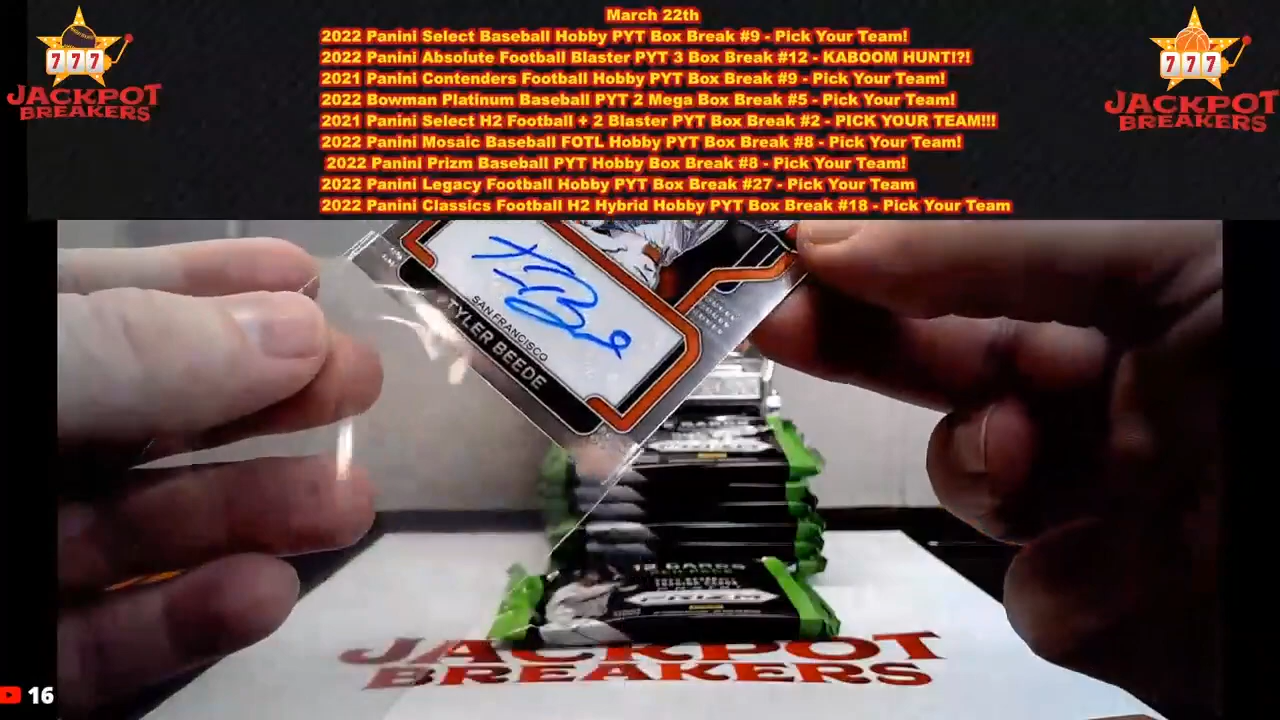 March 22th
2022 Panini Select Baseball Hobby PYT Box Break #9 - Pick Your Team!
2022 Panini Absolute Football Blaster PYT 3 Box Break #12 - KABOOM HUNT!?!
2021 Panini Contenders Football Hobby PYT Box Break #9 - Pick Your Team!
2022 Bowman Platinum Baseball PYT 2 Mega Box Break #5 - Pick Your Team!
2021 Panini Select H2 Football + 2 Blaster PYT Box Break #2 - PICK YOUR TEAM!!!
2022 Panini Mosaic Baseball FOTL Hobby PYT Box Break #8 - Pick Your Team!
2022 Panini Prizm Baseball PYT Hobby Box Break #8 - Pick Your Team!
2022 Panini Legacy Football Hobby PYT Box Break #27 - Pick Your Team
2022 Panini Classics Football H2 Hybrid Hobby PYT Box Break #18 - Pick Your Team
777
JACKPOT
BREAKERS
777
JACKPOT
BREAKERS
SAN FRANCISCO
TYLER BEEDE
12 CARDS
PER PACK
PRIZM
JACKPOT
BREAKERS
16